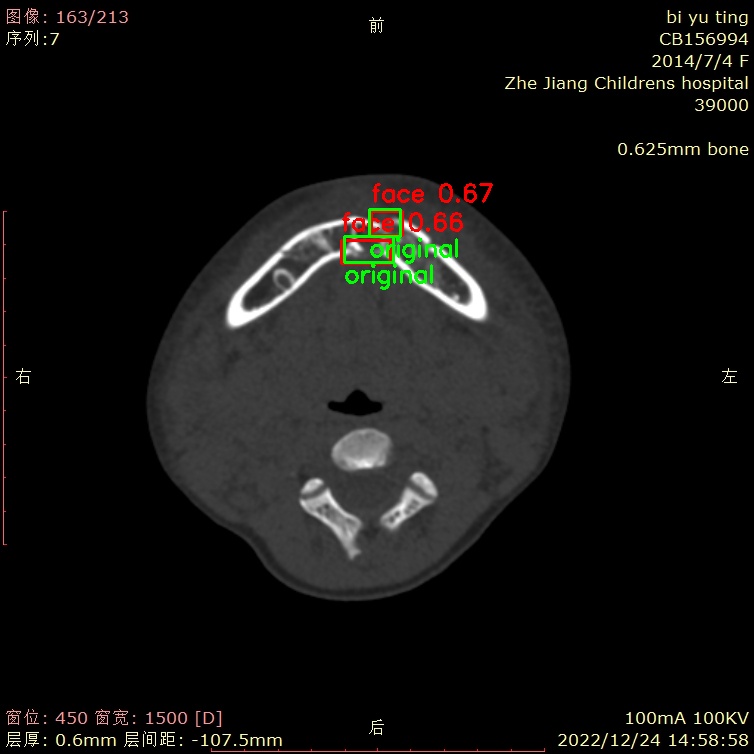 图像: 163/213
序列:7
前
bi yu ting
CB156994
2014/7/4 F
Zhe Jiang Childrens hospital
39000
0.625mm bone
face 0.67
face 0.66
original
original
右
左
窗位: 450 窗宽: 1500 [D]
层厚: 0.6mm 层间距: -107.5mm
后
100mA 100KV
2022/12/24 14:58:58